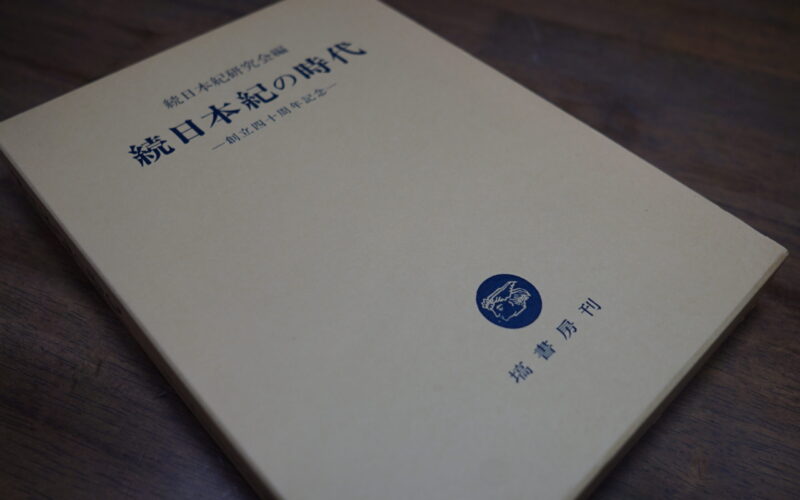 続日本紀研究会編
続日本紀の時代
―創立四十周年記念―
塙書房刊